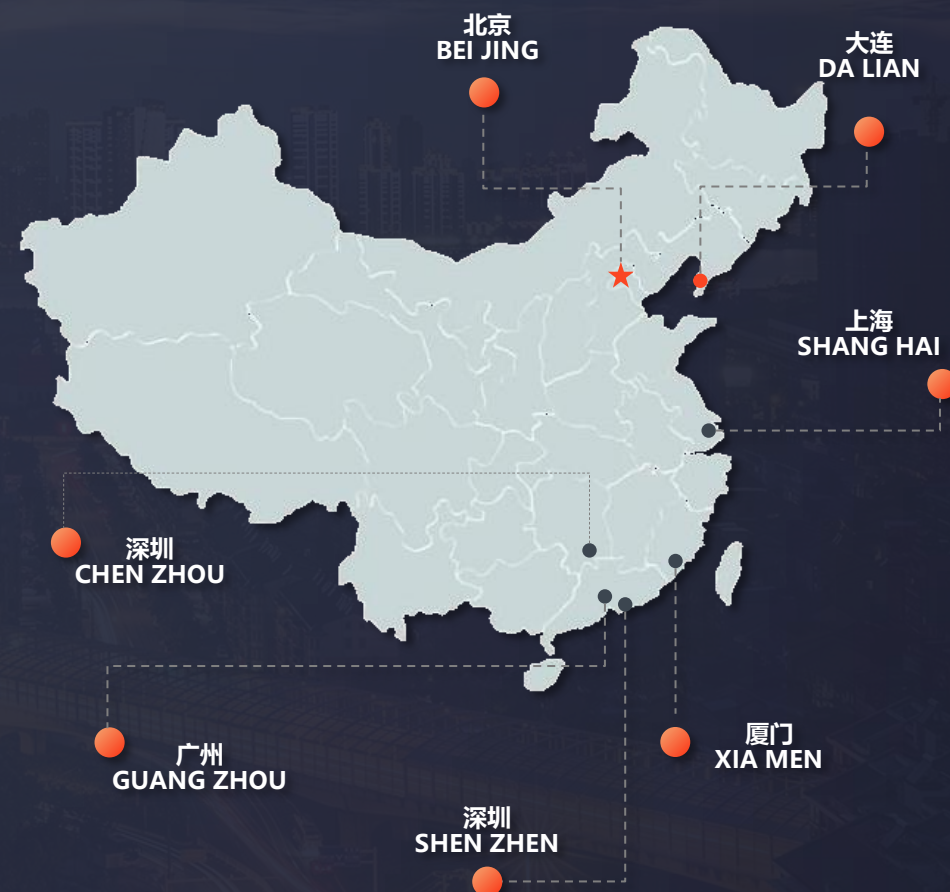 北京
BEI JING
大连
DA LIAN
上海
SHANG HAI
深圳
CHEN ZHOU
广州
GUANG ZHOU
厦门
XIA MEN
深圳
SHEN ZHEN